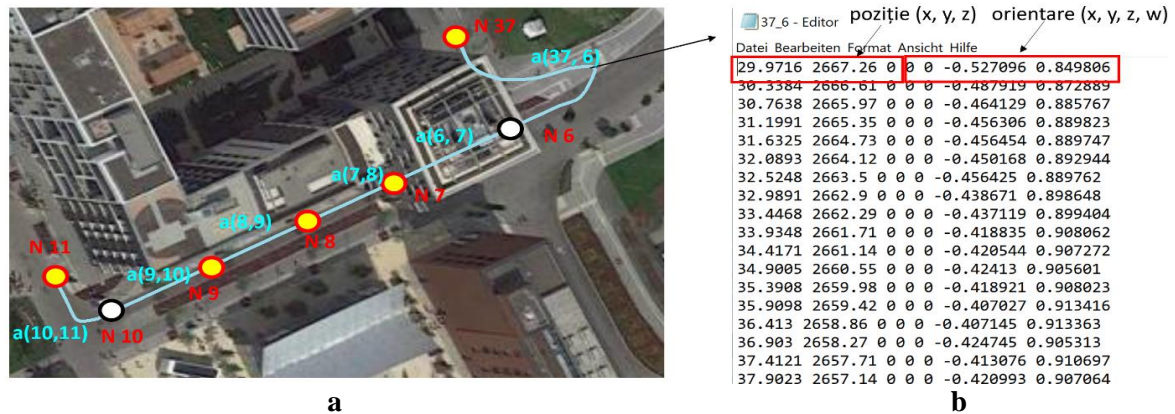 N 37
a(37, 6)
a(6, 7)
N 6
a(7,8)
N 7
a(8,9)
N 8
N 11
a(9,10)
N 9
a(10,11)
N 10
a
37_6 - Editor
poziție (x, y, z) orientare (x, y, z, w)
Datei Bearbeiten Format Ansicht Hilfe
29.9716 2667.26 0 0 0 -0.527096 0.849806
30.3384 2666.61 0 0 0 -0.487919 0.872889
30.7638 2665.97 0 0 0 -0.464129 0.885767
31.1991 2665.35 0 0 0 -0.456306 0.889823
31.6325 2664.73 0 0 0 -0.456454 0.889747
32.0893 2664.12 0 0 0 -0.450168 0.892944
32.5248 2663.5 0 0 0 -0.456425 0.889762
32.9891 2662.9 0 0 0 -0.438671 0.898648
33.4468 2662.29 0 0 0 -0.437119 0.899404
33.9348 2661.71 0 0 0 -0.418835 0.908062
34.4171 2661.14 0 0 0 -0.420544 0.907272
34.9005 2660.55 0 0 0 -0.42413 0.905601
35.3908 2659.98 0 0 0 -0.418921 0.908023
35.9098 2659.42 0 0 0 -0.407027 0.913416
36.413 2658.86 0 0 0 -0.407145 0.913363
36.903 2658.27 0 0 0 -0.424745 0.905313
37.4121 2657.71 0 0 0 -0.413076 0.910697
37.9023 2657.14 0 0 0 -0.420993 0.907064
b